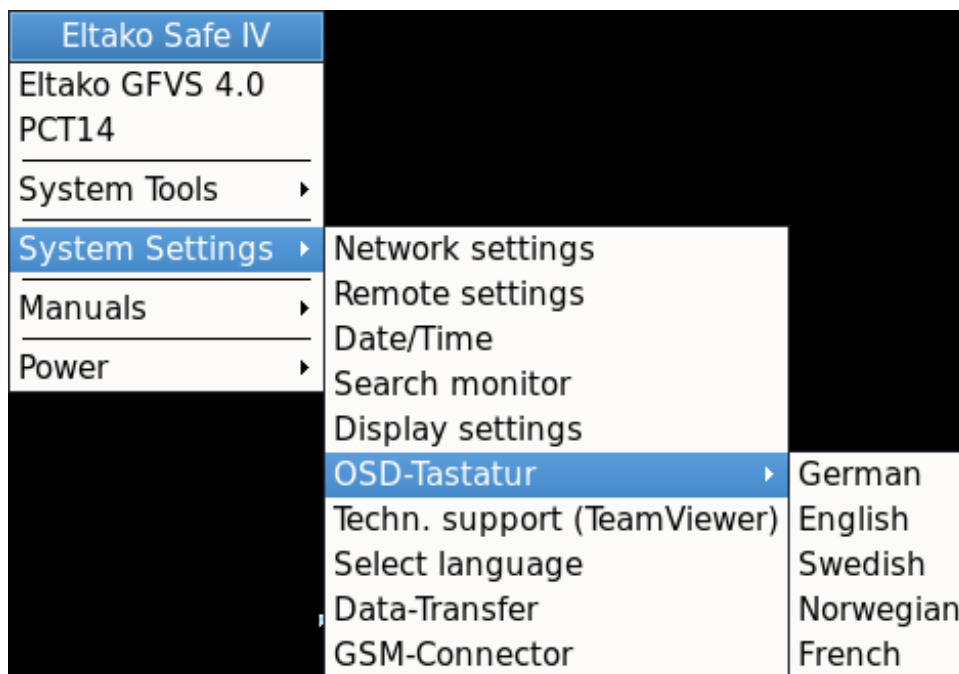 Eltako Safe IV
Eltako GFVS 4.0
PCT14
System Tools
System Settings
Manuals
Power
Network settings
Remote settings
Date/Time
Search monitor
Display settings
OSD-Tastatur
Techn. support (TeamViewer)
Select language
Data-Transfer
GSM-Connector
German
English
Swedish
Norwegian
French